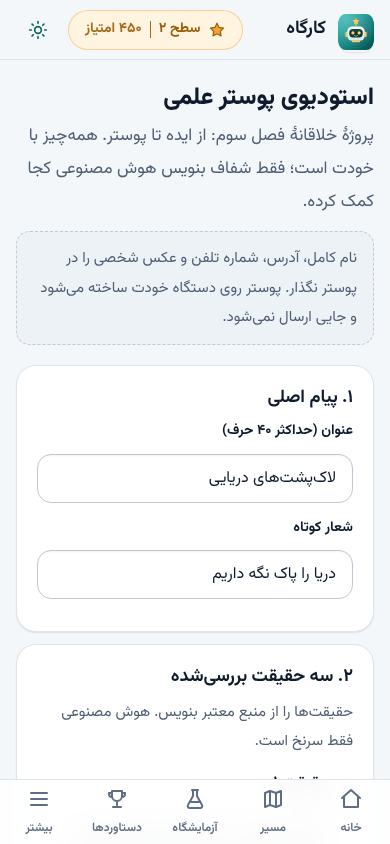 کارگاه
سطح ۲ | ۴۵۰ امتیاز
استودیوی پوستر علمی
پروژهٔ خلاقانهٔ فصل سوم: از ایده تا پوستر. همه‌چیز با
خودت است؛ فقط شفاف بنویس هوش مصنوعی کجا
کمک کرده.
نام کامل، آدرس، شماره تلفن و عکس شخصی را در
پوستر نگذار. پوستر روی دستگاه خودت ساخته می‌شود
و جایی ارسال نمی‌شود.
۱. پیام اصلی
عنوان (حداکثر ۴۰ حرف)
لاک‌پشت‌های دریایی
شعار کوتاه
دریا را پاک نگه داریم
۲. سه حقیقت بررسی‌شده
حقیقت‌ها را از منبع معتبر بنویس. هوش مصنوعی
فقط سرنخ است.
خانه
مسیر
آزمایشگاه
دستاوردها
بیشتر